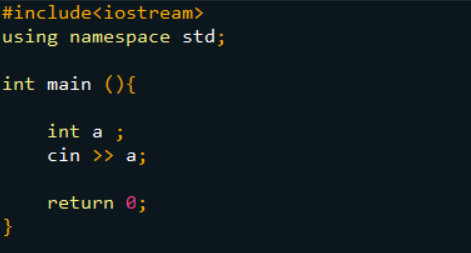 #include<iostream>
using namespace std;
int main (){
int a ;
cin >> a;
return 0;
}